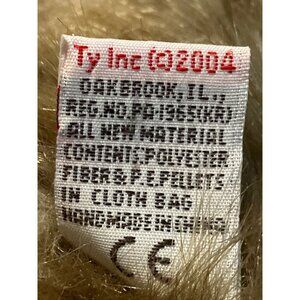 Ty Inc (c)2004
OAKBROOK, IL.,
REG.NO.PA.1965(KR)
ALL NEW MATERIAL
CONTENTS:POLYESTER
FIBER & P.E.PELLETS
IN CLOTH BAG
HANDMADE IN CHINA
CE